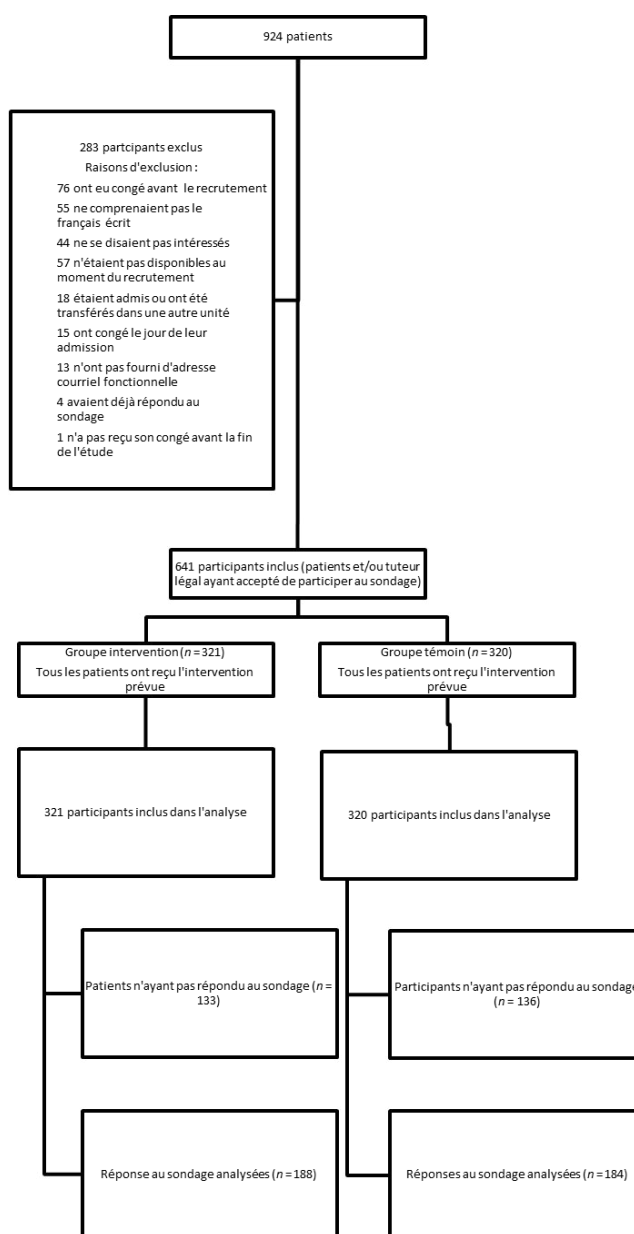 924 patients
283 partcipants exclus
Raisons d'exclusion :
76 ont eu congé avant le recrutement
55 ne comprenaient pas le
français écrit
44 ne se disaient pas intéressés
57 n'étaient pas disponibles au
moment du recrutement
18 étaient admis ou ont été
transférés dans une autre unité
15 ont congé le jour de leur
admission
13 n'ont pas fourni d'adresse
courriel fonctionnelle
4 avaient déjà répondu au
sondage
1 n'a pas reçu son congé avant la fin
de l'étude
641 participants inclus (patients et/ou tuteur
légal ayant accepté de participer au sondage)
Groupe intervention (n = 321)
Tous les patients ont reçu l'intervention
prévue
Groupe témoin (n = 320)
Tous les patients ont reçu l'intervention
prévue
321 participants inclus dans l'analyse
320 participants inclus dans l'analyse
Patients n'ayant pas répondu au sondage (n =
133)
Participants n'ayant pas répondu au sondage
(n = 136)
Réponse au sondage analysées (n = 188)
Réponses au sondage analysées (n = 184)